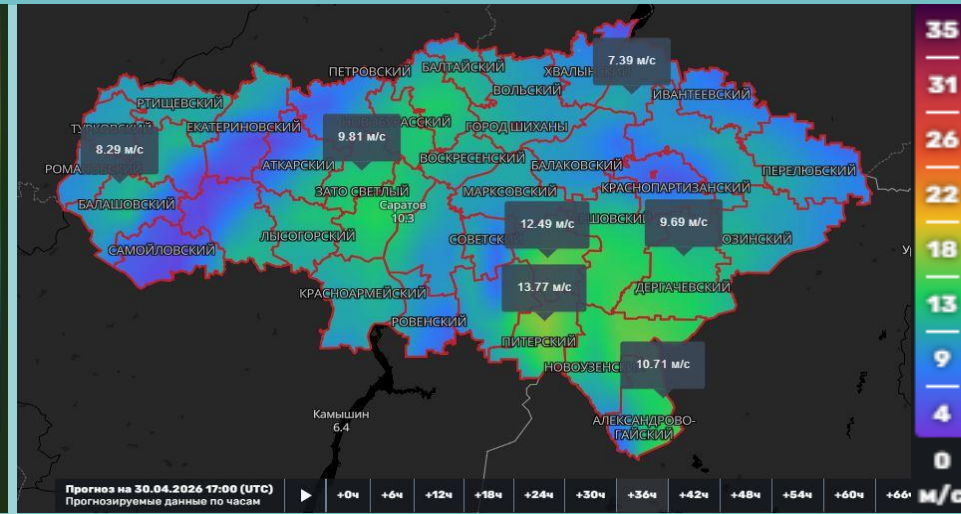 35
31
26
22
18
13
9
4
0
м/с
7.39 м/с
ПЕТРОВСКИЙ
БАЛТАЙСКИЙ
ВОЛЬСКИЙ
ИВАНТЕЕВСКИЙ
РТИЩЕВСКИЙ
ЕКАТЕРИНОВСКИЙ
9.81 м/с
ГОРОД ШИХАНЫ
8.29 м/с
АТКАРСКИЙ
ВОСКРЕСЕНСКИЙ
БАЛАКОВСКИЙ
ПЕРЕЛЮБСКИЙ
БАЛАШОВСКИЙ
ЗАТО СВЕТЛЫЙ
МАРКСОВСКИЙ
КРАСНОПАРТИЗАНСКИЙ
Саратов
10.3
12.49 м/с
9.69 м/с
САМОЙЛОВСКИЙ
ЛЫСОГОРСКИЙ
КРАСНОАРМЕЙСКИЙ
13.77 м/с
ДЕРГАЧЕВСКИЙ
РОВЕНСКИЙ
ПИТЕРСКИЙ
10.71 м/с
Камышин
6.4
АЛЕКСАНДРОВО-
ГАЙСКИЙ
Прогноз на 30.04.2026 17:00 (UTC)
Прогнозируемые данные по часам
+0ч +6ч +12ч +18ч +24ч +30ч +36ч +42ч +48ч +54ч +60ч